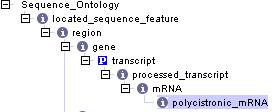 Sequence_Ontology
i located_sequence_feature
i region
i gene
P transcript
i processed_transcript
i mRNA
i polycistronic_mRNA